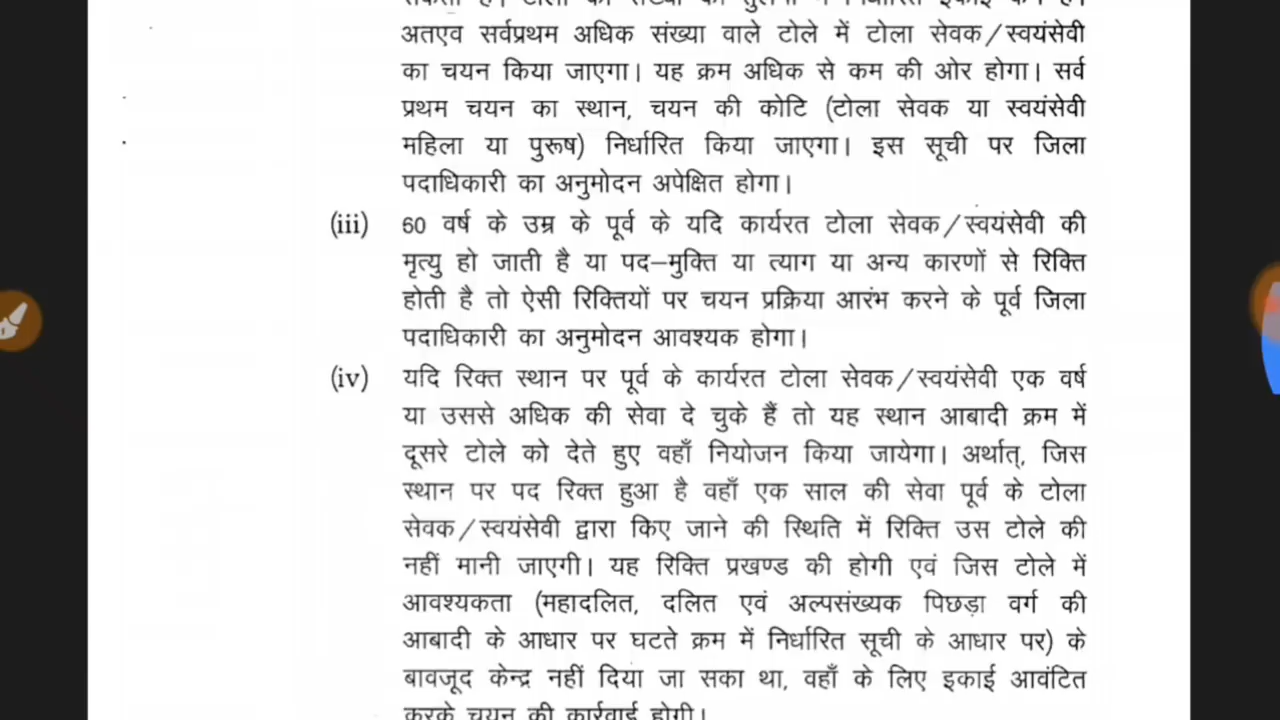 अतएव सर्वप्रथम अधिक संख्या वाले टोले में टोला सेवक/स्वयंसेवी
का चयन किया जाएगा। यह क्रम अधिक से कम की ओर होगा। सर्व
प्रथम चयन का स्थान, चयन की कोटि (टोला सेवक या स्वयंसेवी
महिला या पुरूष) निर्धारित किया जाएगा। इस सूची पर जिला
पदाधिकारी का अनुमोदन अपेक्षित होगा।
(iii) 60 वर्ष के उम्र के पूर्व के यदि कार्यरत टोला सेवक/स्वयंसेवी की
मृत्यु हो जाती है या पद–मुक्ति या त्याग या अन्य कारणों से रिक्ति
होती है तो ऐसी रिक्तियों पर चयन प्रक्रिया आरंभ करने के पूर्व जिला
पदाधिकारी का अनुमोदन आवश्यक होगा।
(iv) यदि रिक्त स्थान पर पूर्व के कार्यरत टोला सेवक/स्वयंसेवी एक वर्ष
या उससे अधिक की सेवा दे चुके हैं तो यह स्थान आबादी क्रम में
दूसरे टोले को देते हुए वहाँ नियोजन किया जायेगा। अर्थात्, जिस
स्थान पर पद रिक्त हुआ है वहाँ एक साल की सेवा पूर्व के टोला
सेवक/स्वयंसेवी द्वारा किए जाने की स्थिति में रिक्ति उस टोले की
नहीं मानी जाएगी। यह रिक्ति प्रखण्ड की होगी एवं जिस टोले में
आवश्यकता (महादलित, दलित एवं अल्पसंख्यक पिछड़ा वर्ग की
आबादी के आधार पर घटते क्रम में निर्धारित सूची के आधार पर) के
बावजूद केन्द्र नहीं दिया जा सका था, वहाँ के लिए इकाई आवंटित
करके चयन की कार्रवाई होगी।